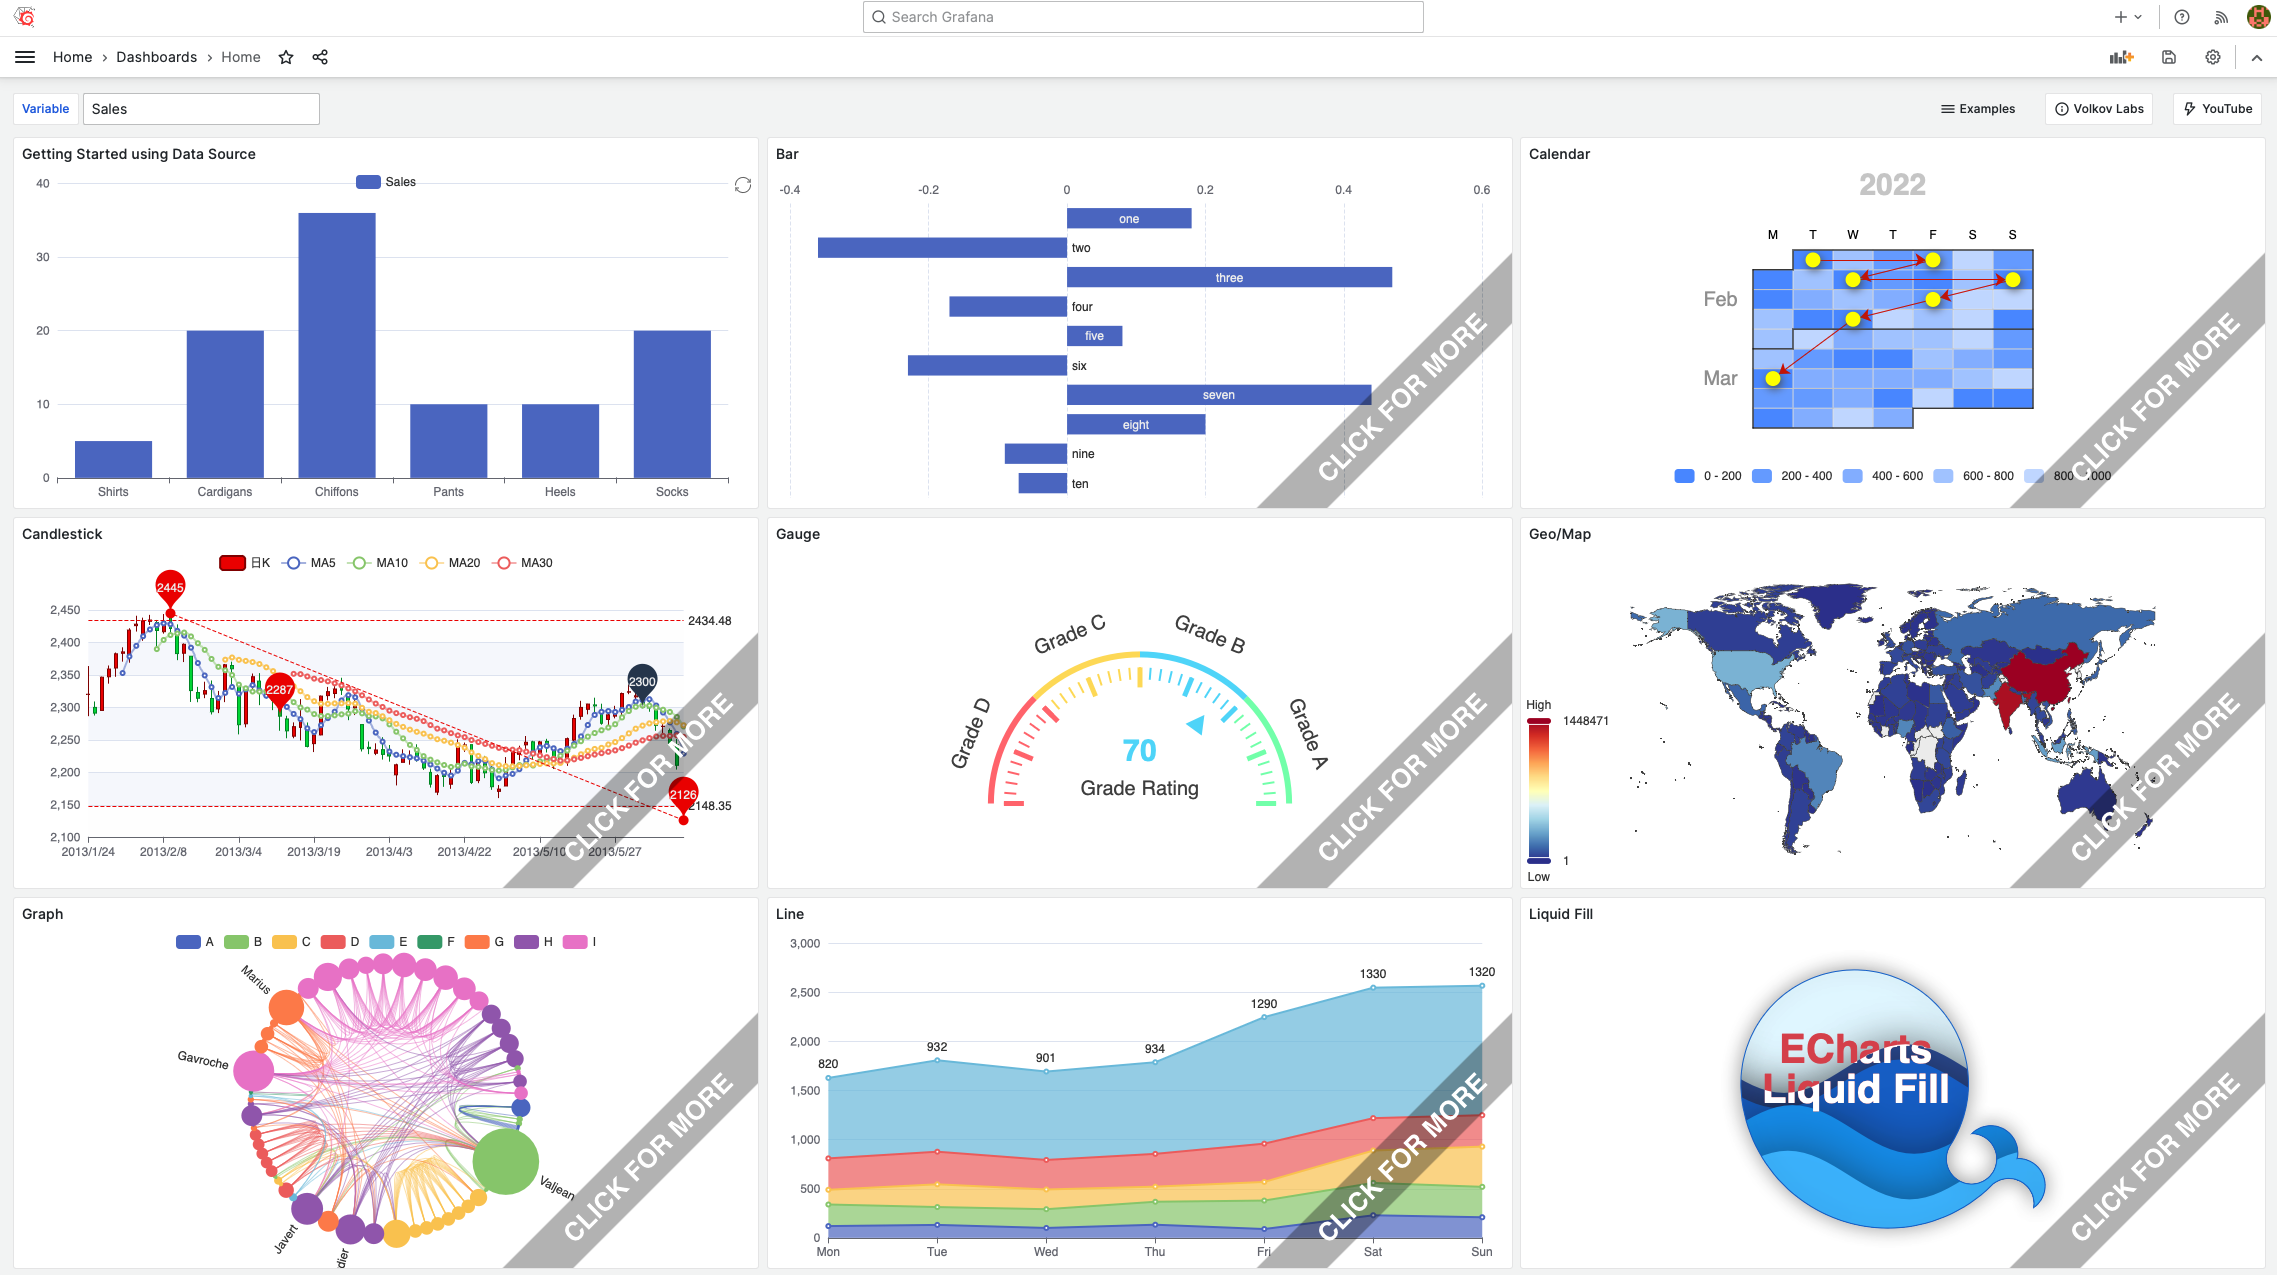 Search Grafana
Home › Dashboards › Home
Variable
Sales
Examples
Volkov Labs
YouTube
Getting Started using Data Source
Sales
40
30
20
10
0
Shirts Cardigans Chiffons Pants Heels Socks
Bar
-0.4 -0.2 0 0.2 0.4 0.6
one
two
three
four
five
six
seven
eight
nine
ten
CLICK FOR MORE
Calendar
2022
M T W T F S S
Feb
Mar
0 - 200 200 - 400 400 - 600 600 - 800 800 1000
CLICK FOR MORE
Candlestick
日K MA5 MA10 MA20 MA30
2445
2,450
2434.48
2,400
2,350
2287
2300
2,300
2,250
2,200
2126
2,150
2148.35
2,100
2013/1/24 2013/2/8 2013/3/4 2013/3/19 2013/4/3 2013/4/22 2013/5/10 2013/5/27
CLICK FOR MORE
Gauge
Grade D
Grade C
Grade B
Grade A
70
Grade Rating
CLICK FOR MORE
Geo/Map
High
1448471
1
Low
CLICK FOR MORE
Graph
A B C D E F G H I
Marius
Gavroche
Valjean
Javert
dier
CLICK FOR MORE
Line
3,000
2,500
2,000
1,500
1,000
500
0
820 932 901 934 1290 1330 1320
Mon Tue Wed Thu Fri Sat Sun
CLICK FOR MORE
Liquid Fill
ECharts
Liquid Fill
CLICK FOR MORE